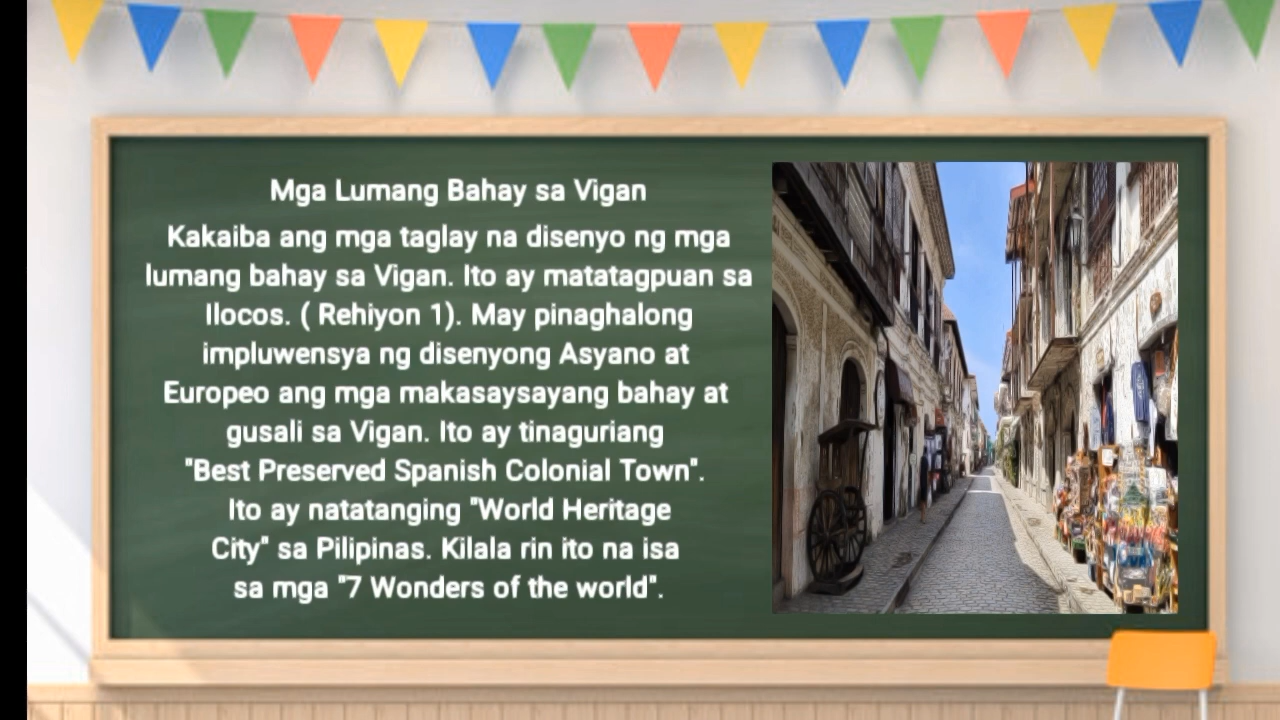 Mga Lumang Bahay sa Vigan
Kakaiba ang mga taglay na disenyo ng mga
lumang bahay sa Vigan. Ito ay matatagpuan sa
Ilocos. ( Rehiyon 1). May pinaghalong
impluwensya ng disenyong Asyano at
Europeo ang mga makasaysayang bahay at
gusali sa Vigan. Ito ay tinaguriang
"Best Preserved Spanish Colonial Town".
Ito ay natatanging "World Heritage
City" sa Pilipinas. Kilala rin ito na isa
sa mga "7 Wonders of the world".